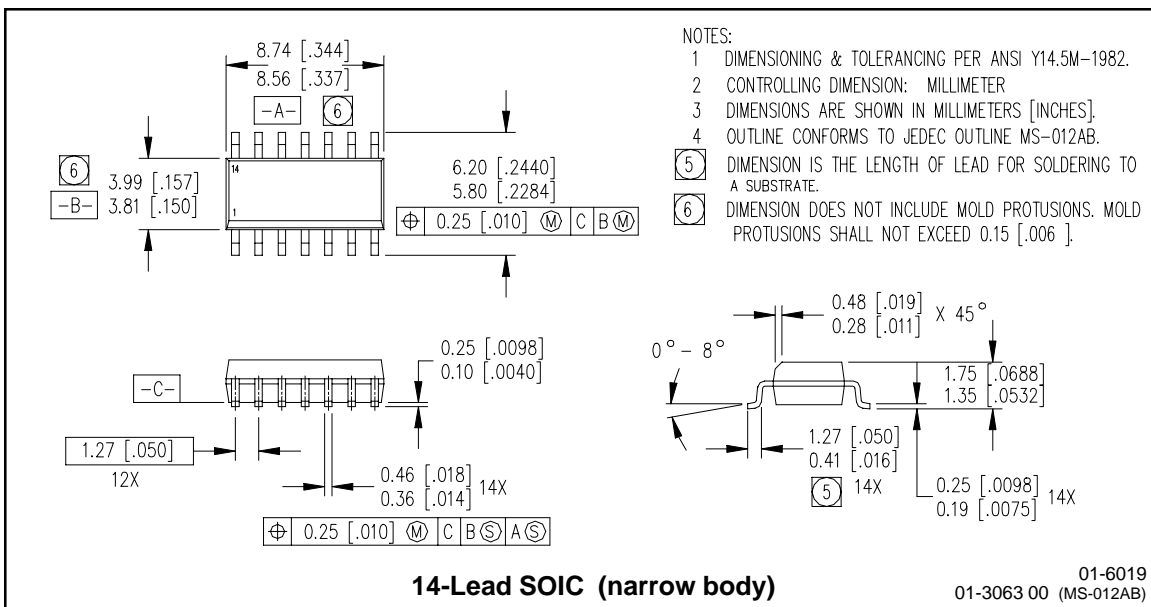 8.74 [.344]
8.56 [.337]
-A- 6
6
3.99 [.157]
3.81 [.150]
-B-
14
1
6.20 [.2440]
5.80 [.2284]
⌖ 0.25 [.010] Ⓜ C B Ⓜ
NOTES:
1 DIMENSIONING & TOLERANCING PER ANSI Y14.5M-1982.
2 CONTROLLING DIMENSION: MILLIMETER
3 DIMENSIONS ARE SHOWN IN MILLIMETERS [INCHES].
4 OUTLINE CONFORMS TO JEDEC OUTLINE MS-012AB.
5 DIMENSION IS THE LENGTH OF LEAD FOR SOLDERING TO
A SUBSTRATE.
6 DIMENSION DOES NOT INCLUDE MOLD PROTUSIONS. MOLD
PROTUSIONS SHALL NOT EXCEED 0.15 [.006 ].
-C-
0.25 [.0098]
0.10 [.0040]
1.27 [.050]
12X
0.46 [.018]
0.36 [.014] 14X
⌖ 0.25 [.010] Ⓜ C B Ⓢ A Ⓢ
0.48 [.019]
0.28 [.011] X 45°
0°-8°
1.75 [.0688]
1.35 [.0532]
1.27 [.050]
0.41 [.016]
5 14X
0.25 [.0098]
0.19 [.0075] 14X
14-Lead SOIC (narrow body)
01-6019
01-3063 00 (MS-012AB)